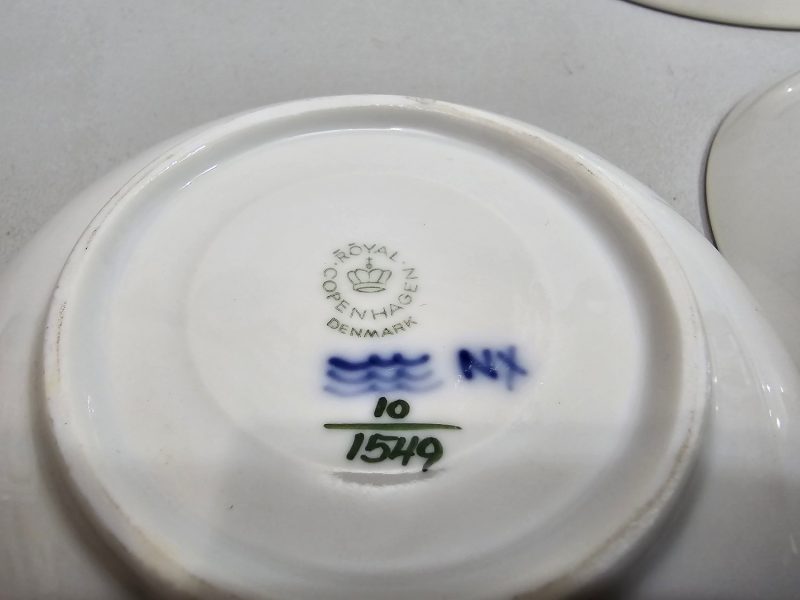 ROYAL
COPENHAGEN
DENMARK
NX
10
1549